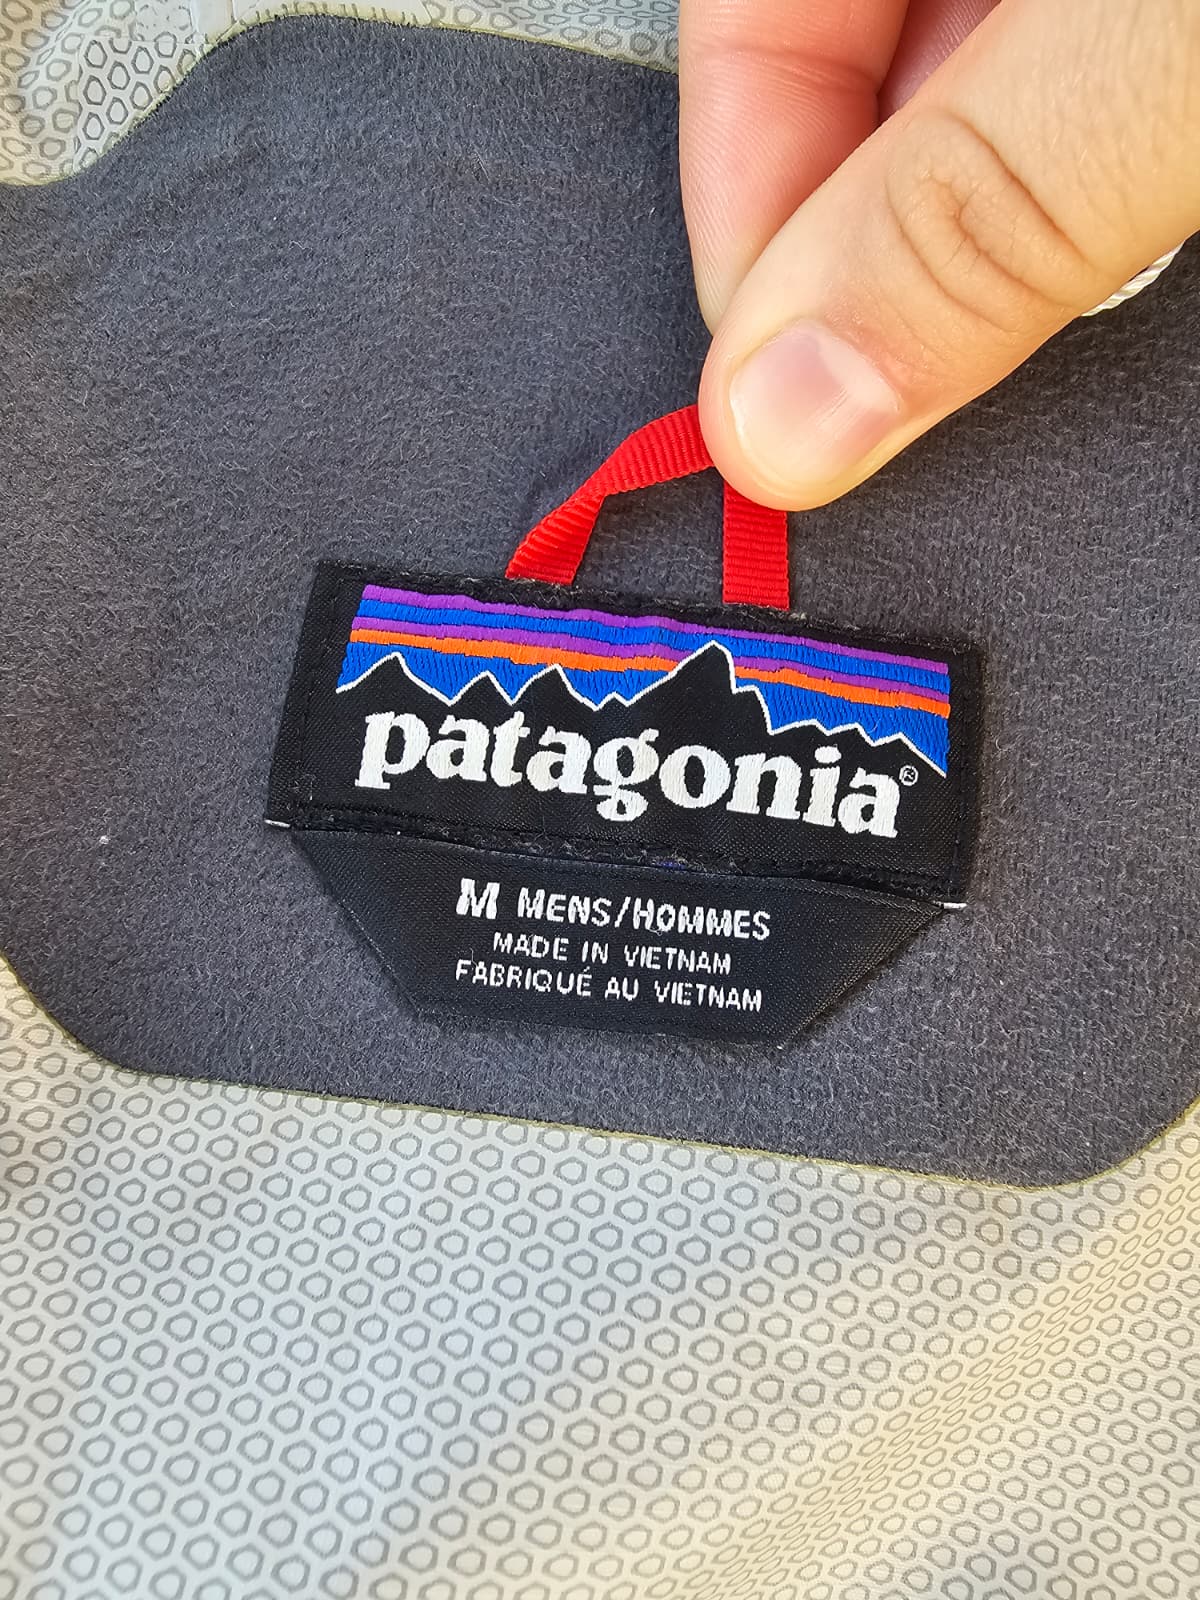 patagonia®
M MENS/HOMMES
MADE IN VIETNAM
FABRIQUÉ AU VIETNAM